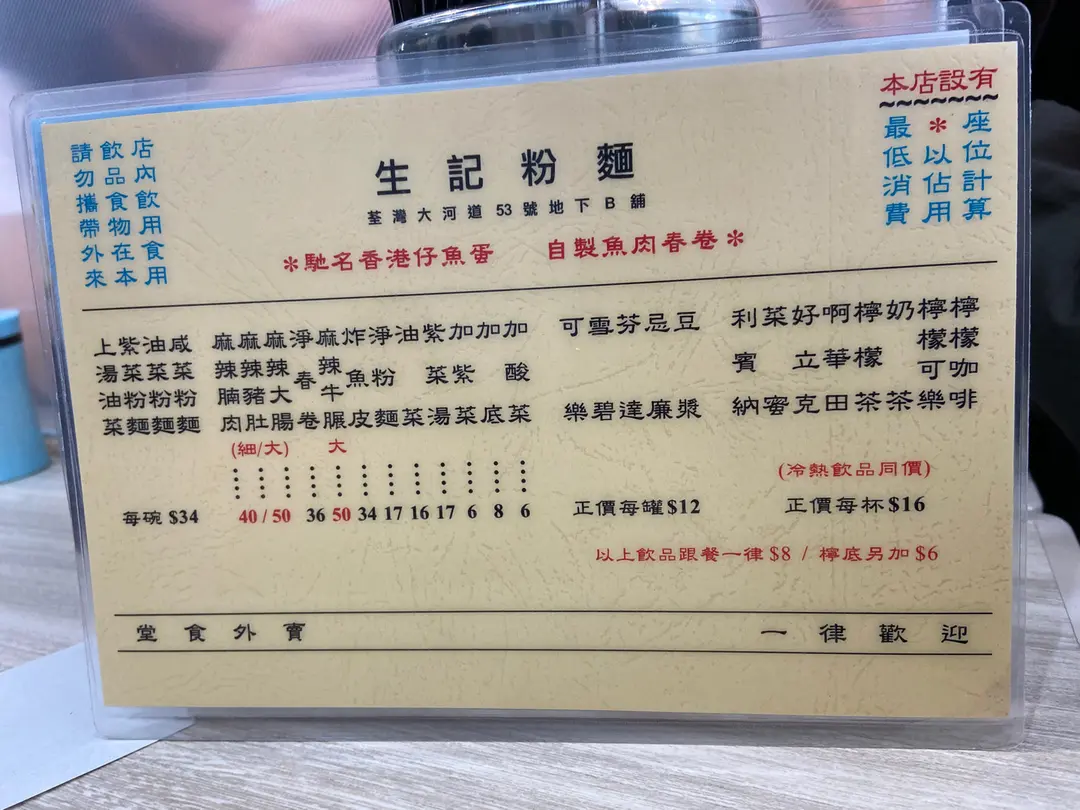 本店設有
最低消費
＊以佔用
座位計算
請勿攜帶外來
飲品食物在本
店內飲用食用
生記粉麵
荃灣大河道53號地下B舖
＊馳名香港仔魚蛋 自製魚肉春卷＊
上湯油菜
紫菜粉麵
油菜粉麵
咸菜粉麵
每碗 $34
麻辣腩肉
麻辣豬肚
麻辣大腸
(細/大)
40 / 50
淨春卷 36
麻辣牛𦟌 大 50
炸魚皮 34
淨粉麵 17
油菜 16
紫菜湯 17
加紫菜 6
加底 8
加酸菜 6
可樂
雪碧
芬達
忌廉
豆漿
正價每罐 $12
利賓納
菜蜜
好立克
啊華田
檸檬茶
奶茶
檸檬可樂
檸檬咖啡
(冷熱飲品同價)
正價每杯 $16
以上飲品跟餐一律 $8 / 檸底另加 $6
堂食外賣 一律歡迎